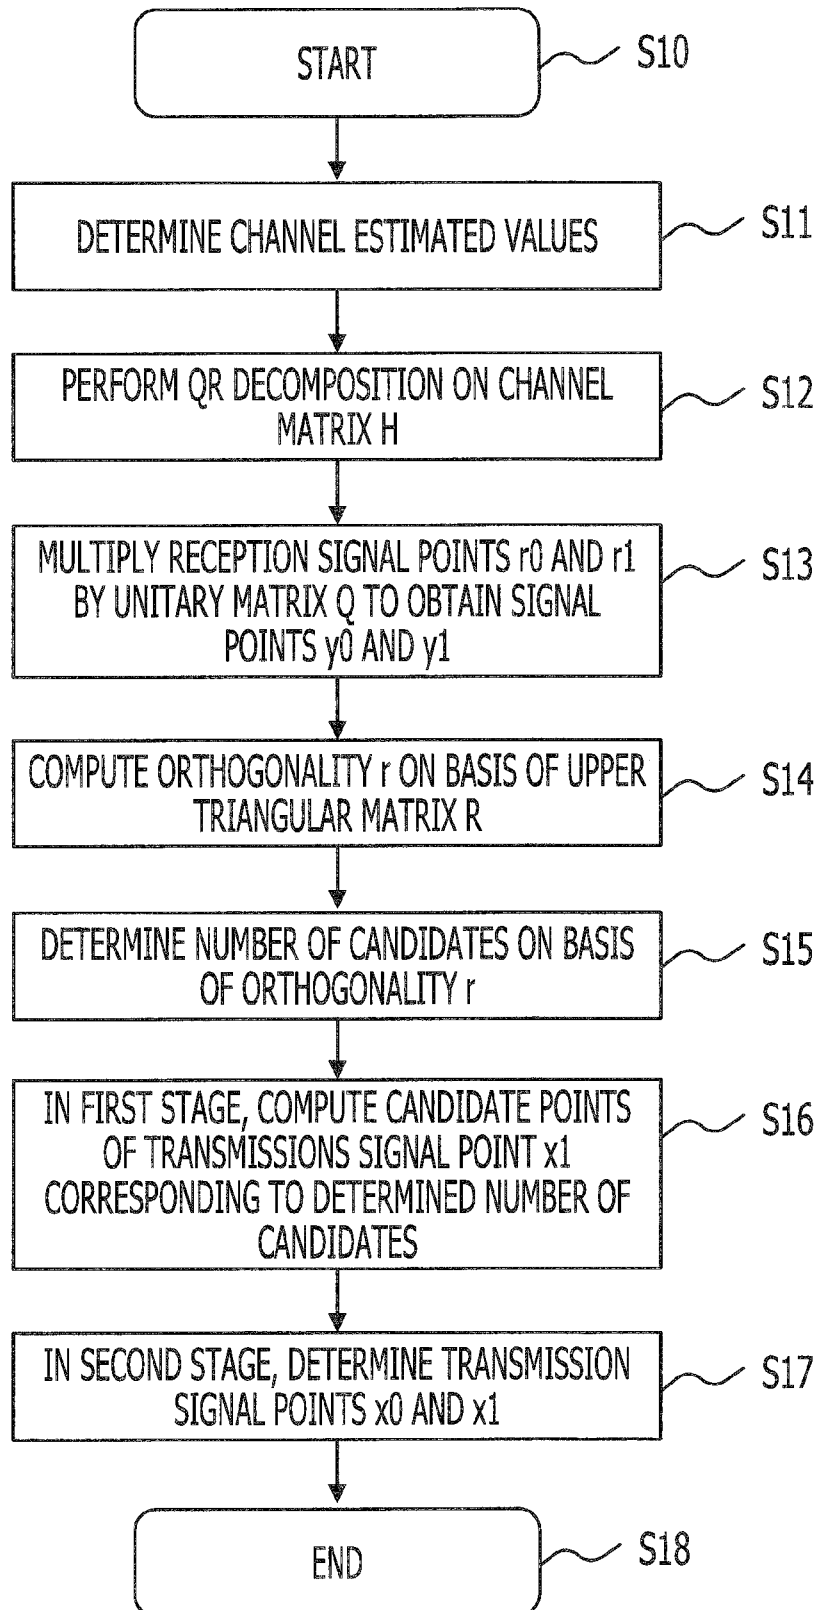 START
S10
DETERMINE CHANNEL ESTIMATED VALUES
S11
PERFORM QR DECOMPOSITION ON CHANNEL
MATRIX H
S12
MULTIPLY RECEPTION SIGNAL POINTS r0 AND r1
BY UNITARY MATRIX Q TO OBTAIN SIGNAL
POINTS y0 AND y1
S13
COMPUTE ORTHOGONALITY r ON BASIS OF UPPER
TRIANGULAR MATRIX R
S14
DETERMINE NUMBER OF CANDIDATES ON BASIS
OF ORTHOGONALITY r
S15
IN FIRST STAGE, COMPUTE CANDIDATE POINTS
OF TRANSMISSIONS SIGNAL POINT x1
CORRESPONDING TO DETERMINED NUMBER OF
CANDIDATES
S16
IN SECOND STAGE, DETERMINE TRANSMISSION
SIGNAL POINTS x0 AND x1
S17
END
S18